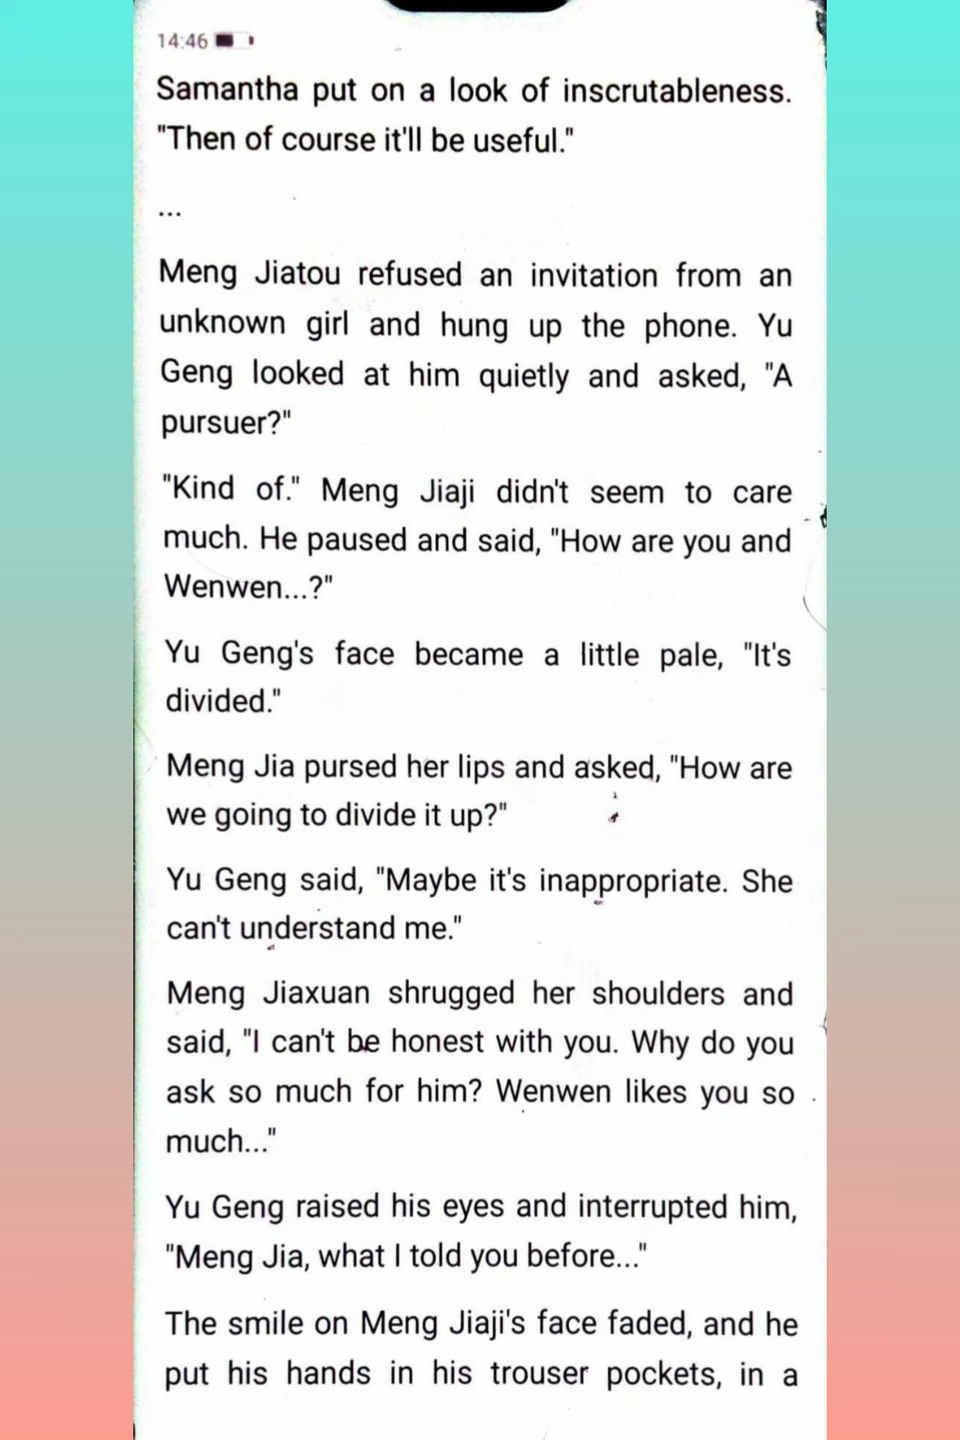 14:46
Samantha put on a look of inscrutableness.
"Then of course it'll be useful."
...
Meng Jiatou refused an invitation from an
unknown girl and hung up the phone. Yu
Geng looked at him quietly and asked, "A
pursuer?"
"Kind of." Meng Jiaji didn't seem to care
much. He paused and said, "How are you and
Wenwen...?"
Yu Geng's face became a little pale, "It's
divided."
Meng Jia pursed her lips and asked, "How are
we going to divide it up?"
Yu Geng said, "Maybe it's inappropriate. She
can't understand me."
Meng Jiaxuan shrugged her shoulders and
said, "I can't be honest with you. Why do you
ask so much for him? Wenwen likes you so
much..."
Yu Geng raised his eyes and interrupted him,
"Meng Jia, what I told you before..."
The smile on Meng Jiaji's face faded, and he
put his hands in his trouser pockets, in a